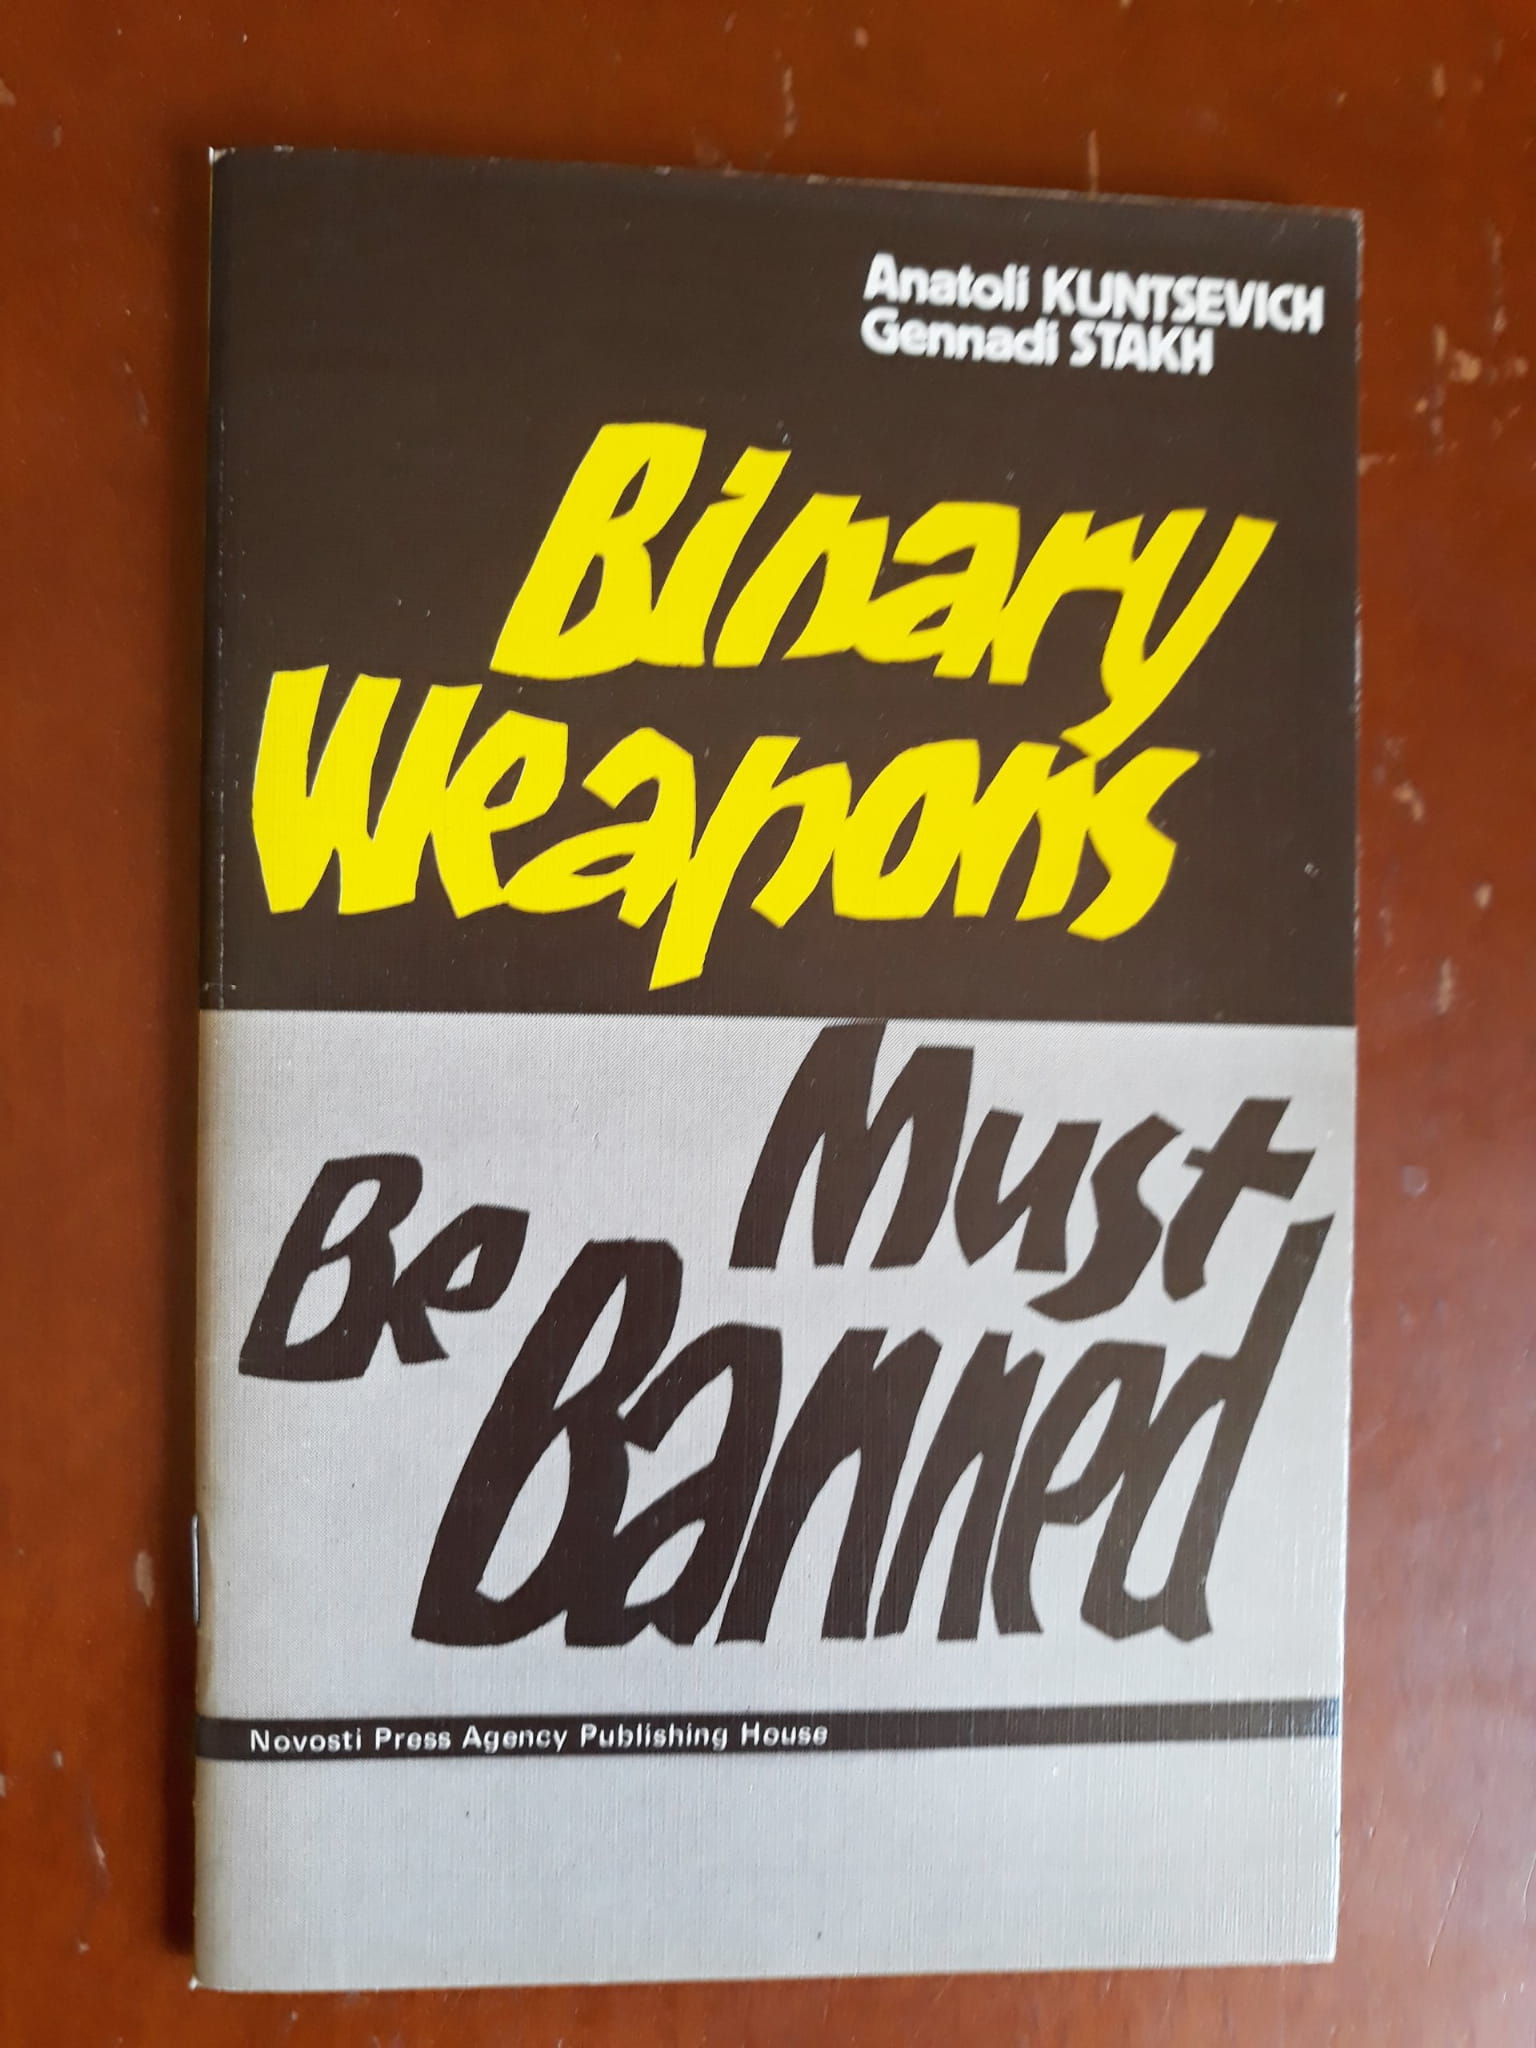 Anatoli KUNTSEVICH
Gennadi STAKH
Binary
Weapons
Must
Be
Banned
Novosti Press Agency Publishing House